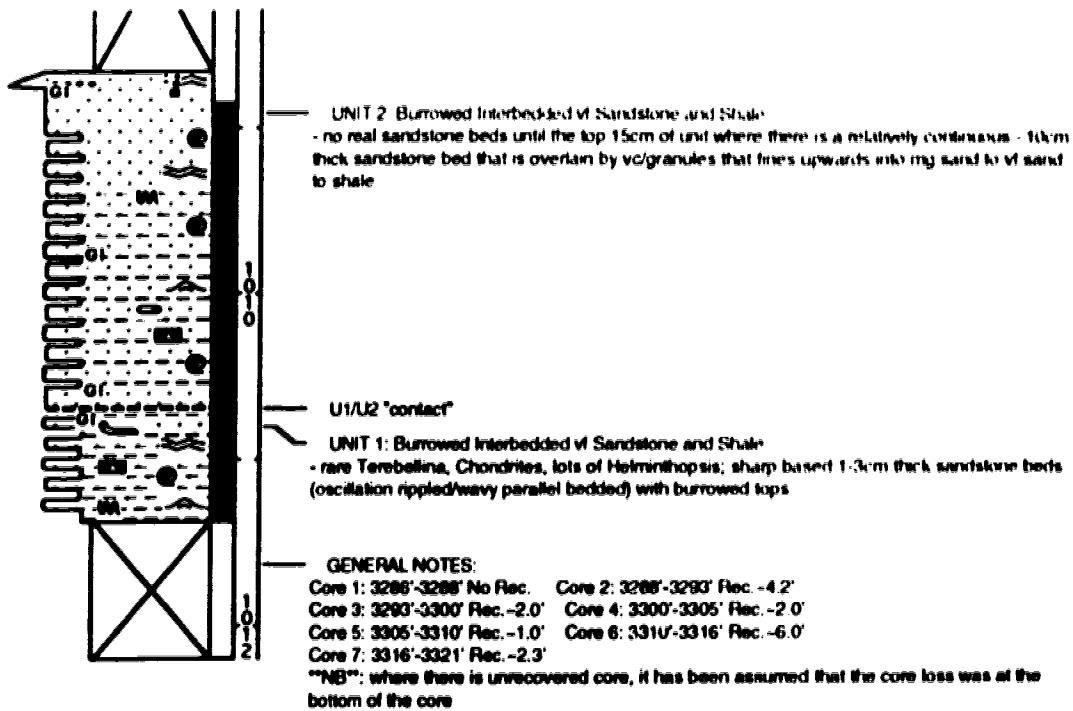 GI
UNIT 2 Burrowed Interbedded vf Sandstone and Shale
- no real sandstone beds until the top 15cm of unit where there is a relatively continuous - 10cm
thick sandstone bed that is overlain by vc/granules that fines upwards into mg sand to vf sand
to shale
GI
1010
GI
U1/U2 "contact"
GI
UNIT 1: Burrowed Interbedded vf Sandstone and Shale
- rare Terebellina, Chondrites, lots of Helminthopsis; sharp based 1-3cm thick sandstone beds
(oscillation rippled/wavy parallel bedded) with burrowed tops
GENERAL NOTES:
Core 1: 3286'-3288' No Rec. Core 2: 3288'-3293' Rec.-4.2'
Core 3: 3293'-3300' Rec.-2.0' Core 4: 3300'-3305' Rec.-2.0'
Core 5: 3305'-3310' Rec.-1.0' Core 6: 3310'-3316' Rec.-6.0'
Core 7: 3316'-3321' Rec.-2.3'
1012
**NB**: where there is unrecovered core, it has been assumed that the core loss was at the
bottom of the core